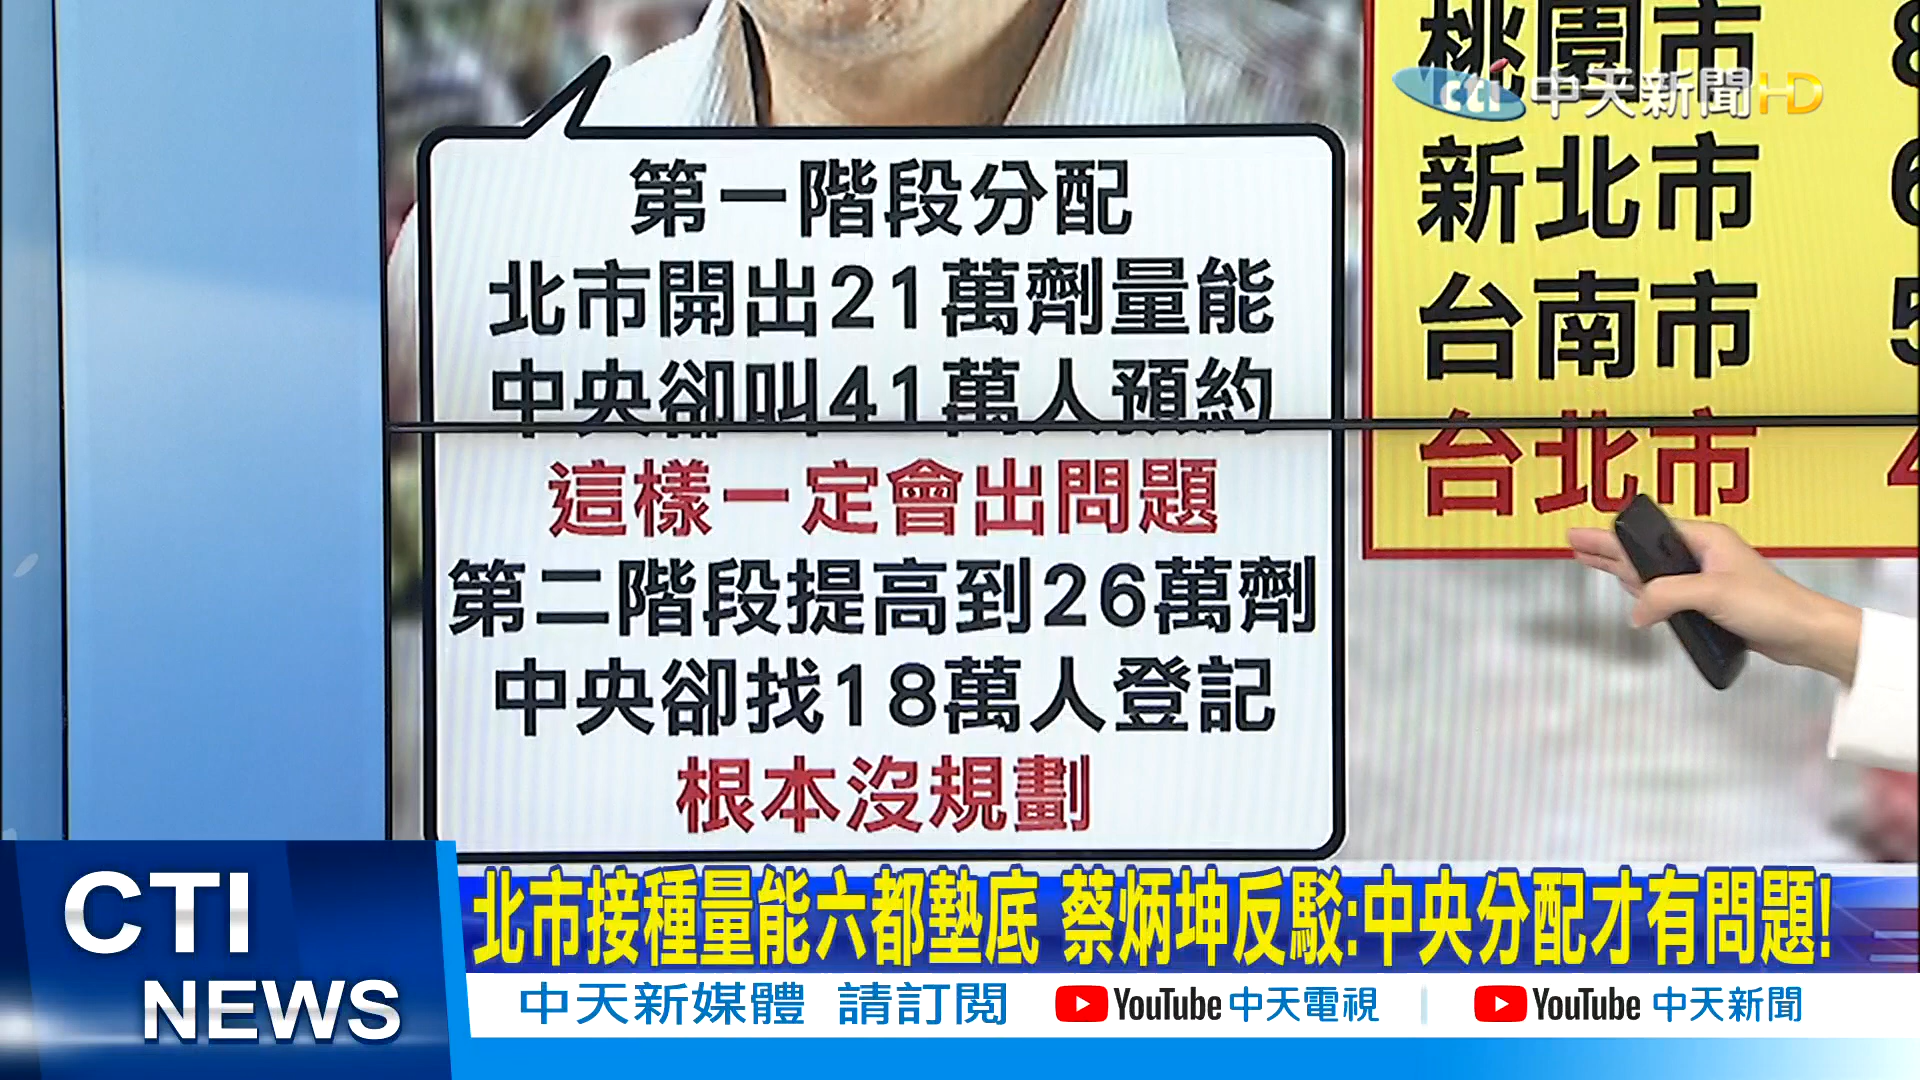 第一階段分配
北市開出21萬劑量能
中央卻叫41萬人預約
這樣一定會出問題
第二階段提高到26萬劑
中央卻找18萬人登記
根本沒規劃
桃園市 8
新北市 6
台南市 5
台北市 4
cti 中天新聞HD
CTI
NEWS
北市接種量能六都墊底 蔡炳坤反駁:中央分配才有問題!
中天新媒體 請訂閱 YouTube 中天電視 | YouTube 中天新聞